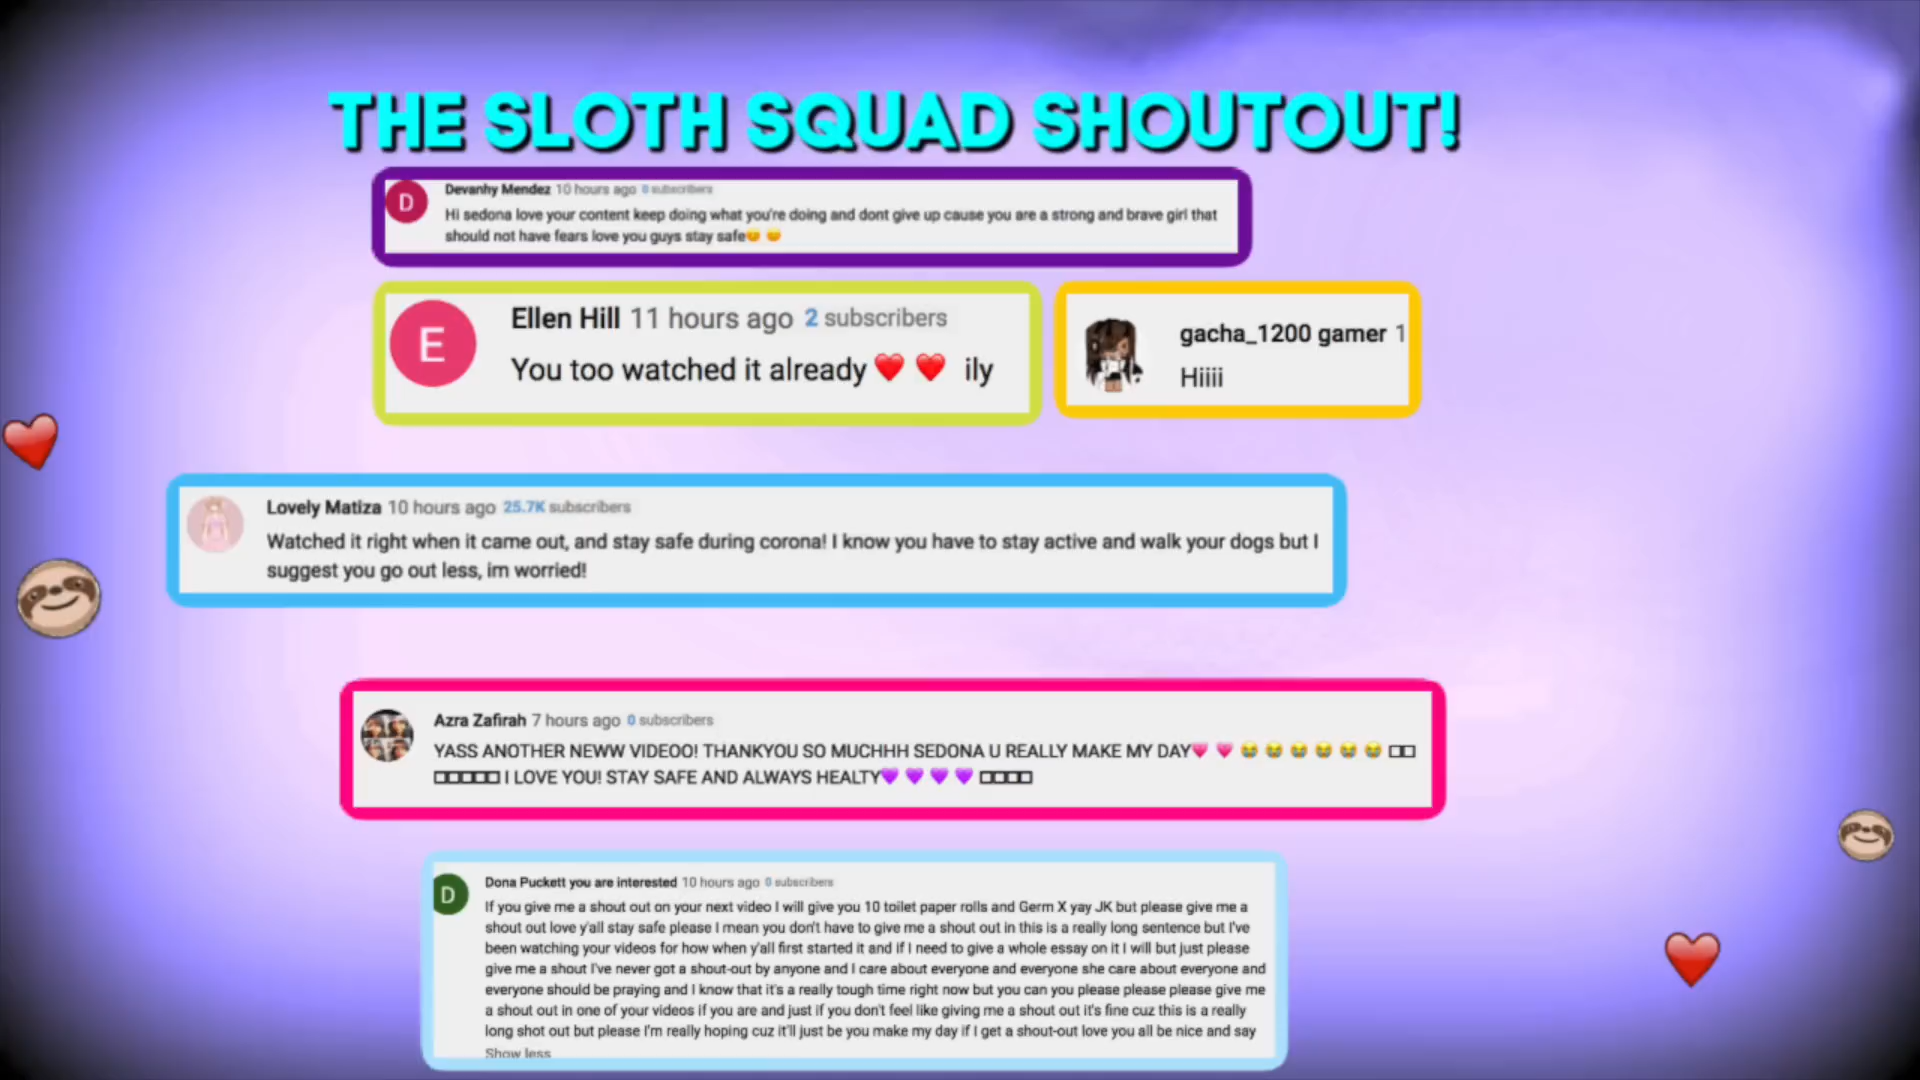 THE SLOTH SQUAD SHOUTOUT!
D
Devanhy Mendez 10 hours ago 0 subscribers
Hi sedona love your content keep doing what you're doing and dont give up cause you are a strong and brave girl that
should not have fears love you guys stay safe😊 😊
E
Ellen Hill 11 hours ago 2 subscribers
You too watched it already❤️ ❤️ ily
gacha_1200 gamer 1
Hiiii
Lovely Matiza 10 hours ago 25.7K subscribers
Watched it right when it came out, and stay safe during corona! I know you have to stay active and walk your dogs but I
suggest you go out less, im worried!
Azra Zafirah 7 hours ago 0 subscribers
YASS ANOTHER NEWW VIDEOO! THANKYOU SO MUCHHH SEDONA U REALLY MAKE MY DAY💗 💗 😭 😭 😭 😭 😭 😭 □□
□□□□□ I LOVE YOU! STAY SAFE AND ALWAYS HEALTY💜 💜 💜 💜 □□□□
D
Dona Puckett you are interested 10 hours ago 0 subscribers
If you give me a shout out on your next video I will give you 10 toilet paper rolls and Germ X yay JK but please give me a
shout out love y'all stay safe please I mean you don't have to give me a shout out in this is a really long sentence but I've
been watching your videos for how when y'all first started it and if I need to give a whole essay on it I will but just please
give me a shout I've never got a shout-out by anyone and I care about everyone and everyone she care about everyone and
everyone should be praying and I know that it's a really tough time right now but you can you please please please give me
a shout out in one of your videos if you are and just if you don't feel like giving me a shout out it's fine cuz this is a really
long shot out but please I'm really hoping cuz it'll just be you make my day if I get a shout-out love you all be nice and say
Show less